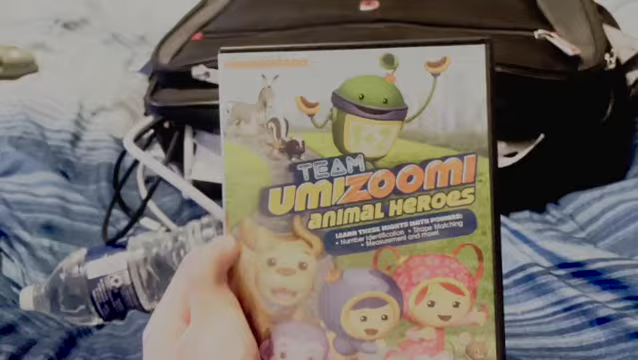 TEAM
UMIZOOMI
ANIMAL HEROES
LEARN THESE MIGHTY MATH POWERS:
• Number Identification • Shape Matching
• Measurement and more!